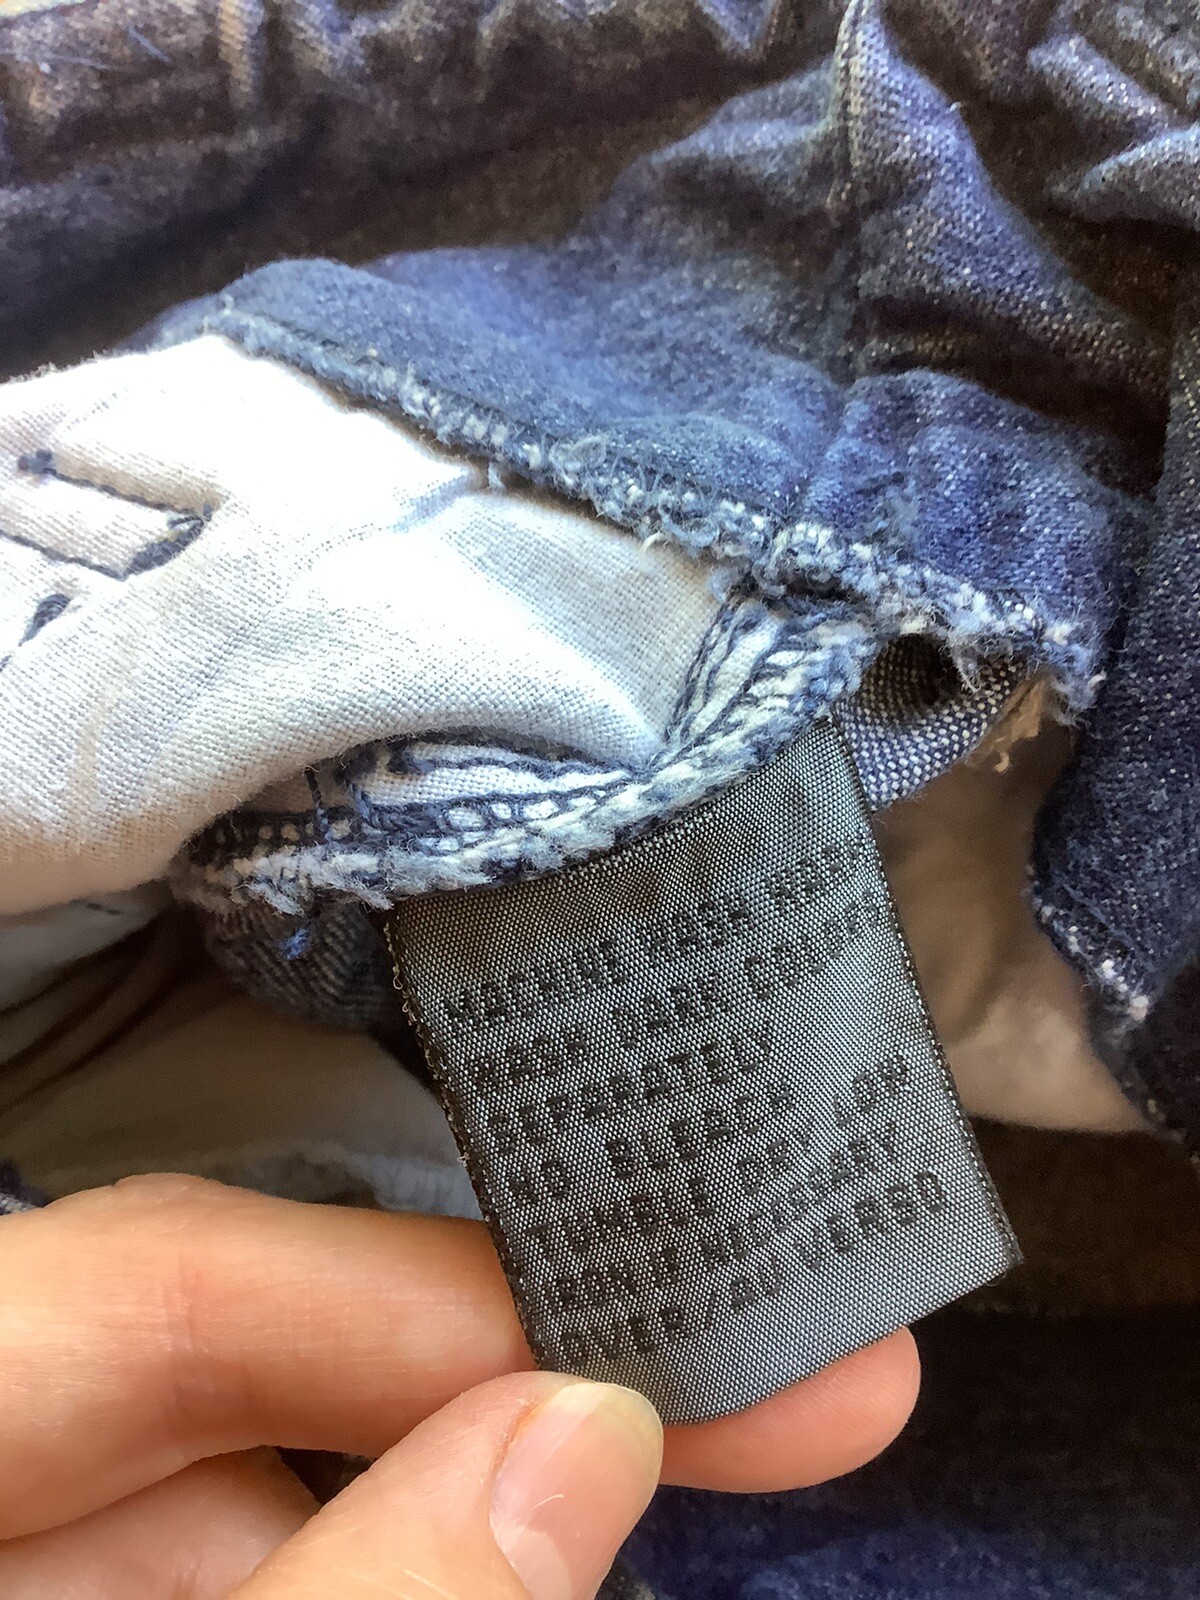 MACHINE WASH WARM
WASH DARK COLORS
SEPARATELY
NO BLEACH
TUMBLE DRY LOW
IRON IF NECESSARY
OVER/AU VERSO